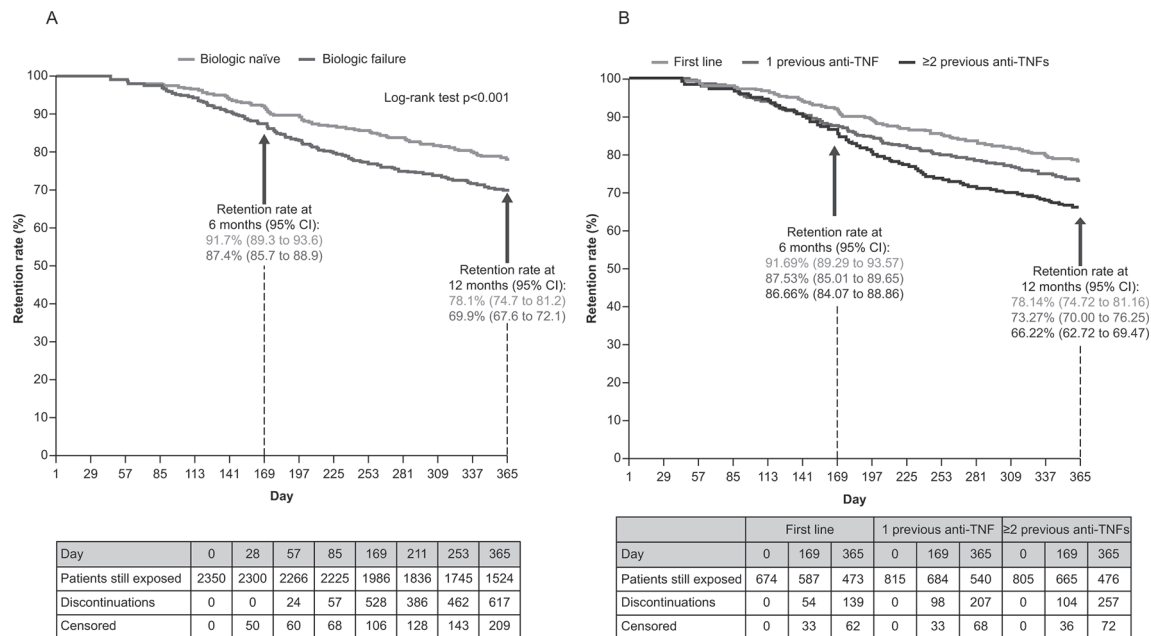 A
Biologic naïve Biologic failure
Log-rank test p<0.001
Retention rate (%)
100
90
80
70
60
50
40
30
20
10
0
Retention rate at
6 months (95% CI):
91.7% (89.3 to 93.6)
87.4% (85.7 to 88.9)
Retention rate at
12 months (95% CI):
78.1% (74.7 to 81.2)
69.9% (67.6 to 72.1)
1 29 57 85 113 141 169 197 225 253 281 309 337 365
Day
Day 0 28 57 85 169 211 253 365
Patients still exposed 2350 2300 2266 2225 1986 1836 1745 1524
Discontinuations 0 0 24 57 528 386 462 617
Censored 0 50 60 68 106 128 143 209
B
First line 1 previous anti-TNF ≥2 previous anti-TNFs
Retention rate (%)
100
90
80
70
60
50
40
30
20
10
0
Retention rate at
6 months (95% CI):
91.69% (89.29 to 93.57)
87.53% (85.01 to 89.65)
86.66% (84.07 to 88.86)
Retention rate at
12 months (95% CI):
78.14% (74.72 to 81.16)
73.27% (70.00 to 76.25)
66.22% (62.72 to 69.47)
1 29 57 85 113 141 169 197 225 253 281 309 337 365
Day
First line 1 previous anti-TNF ≥2 previous anti-TNFs
Day 0 169 365 0 169 365 0 169 365
Patients still exposed 674 587 473 815 684 540 805 665 476
Discontinuations 0 54 139 0 98 207 0 104 257
Censored 0 33 62 0 33 68 0 36 72